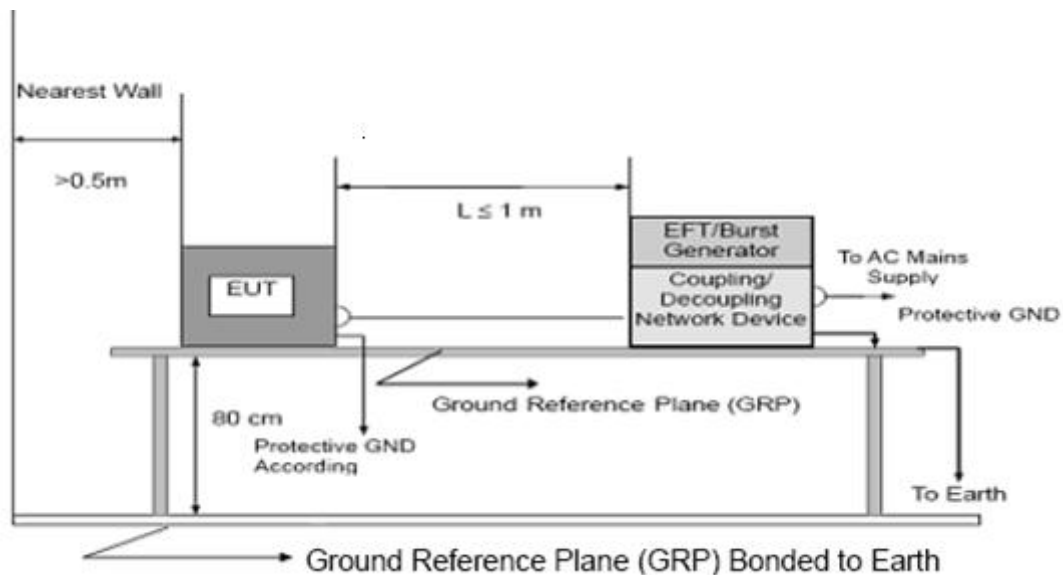 Nearest Wall
>0.5m
L ≤ 1 m
EUT
EFT/Burst
Generator
Coupling/
Decoupling
Network Device
To AC Mains
Supply
Protective GND
Ground Reference Plane (GRP)
80 cm
Protective GND
According
To Earth
Ground Reference Plane (GRP) Bonded to Earth